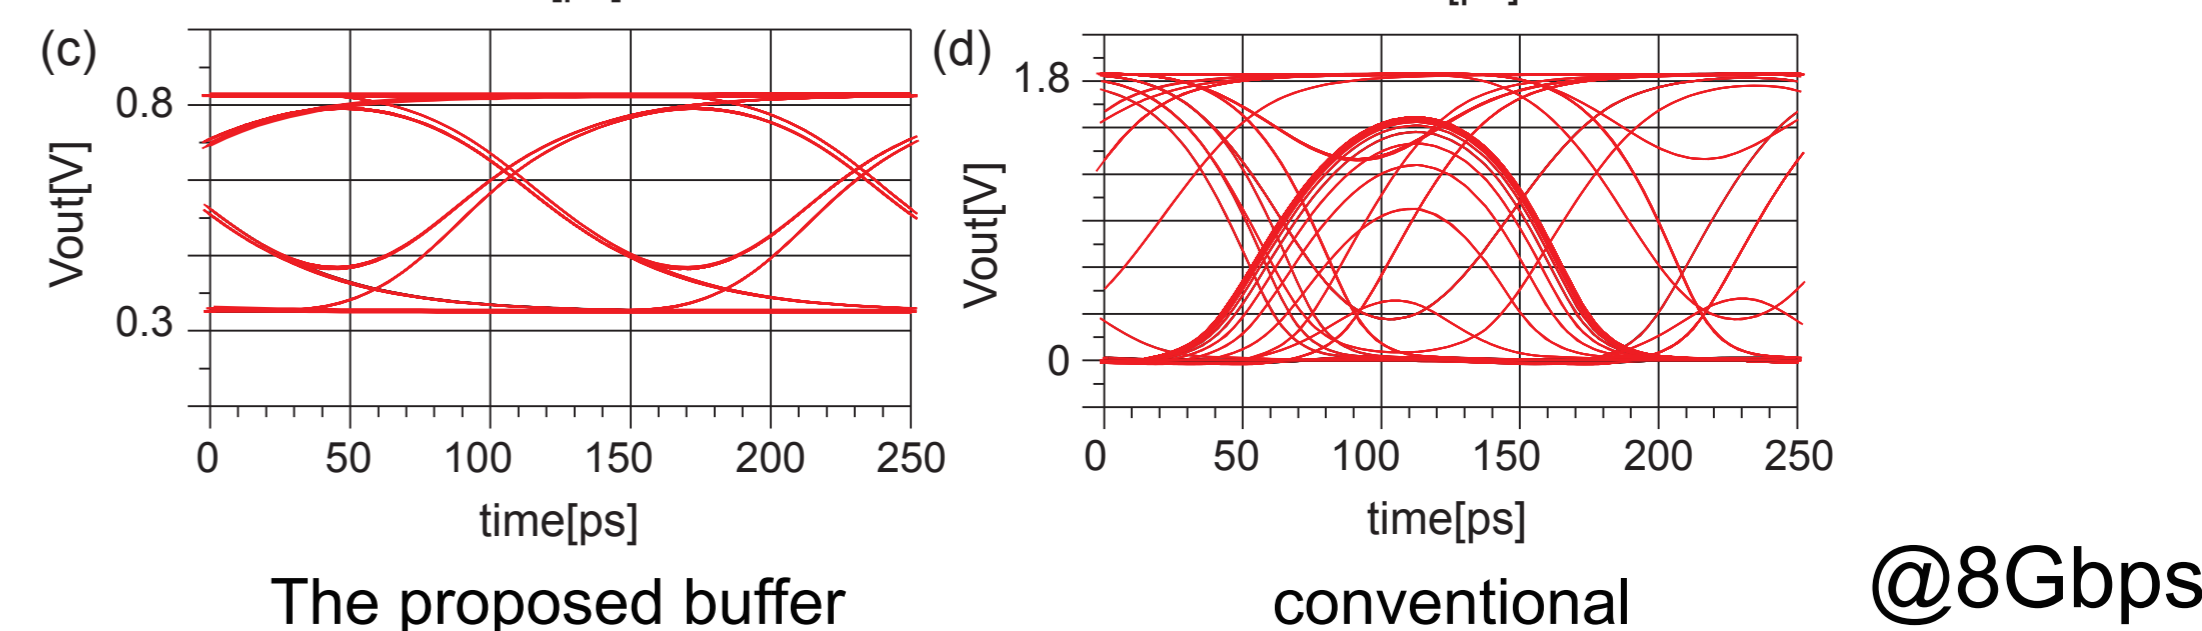 (c)
0.8
0.3
Vout[V]
0 50 100 150 200 250
time[ps]
The proposed buffer
(d)
1.8
0
Vout[V]
0 50 100 150 200 250
time[ps]
conventional
@8Gbps